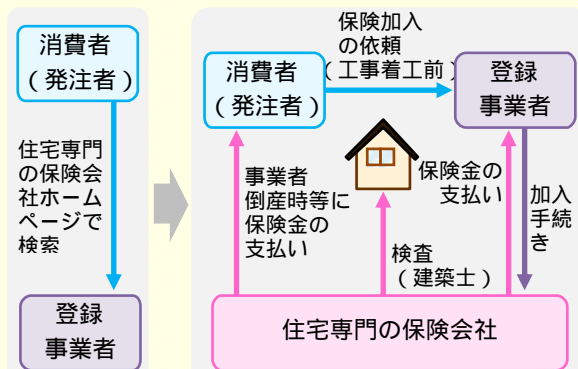 消費者
（発注者）
住宅専門
の保険会
社ホーム
ページで
検索
登録
事業者
保険加入
の依頼
（工事着工前）
消費者
（発注者）
登録
事業者
事業者
倒産時等に
保険金の
支払い
検査
（建築士）
保険金の
支払い
加入
手続
き
住宅専門の保険会社